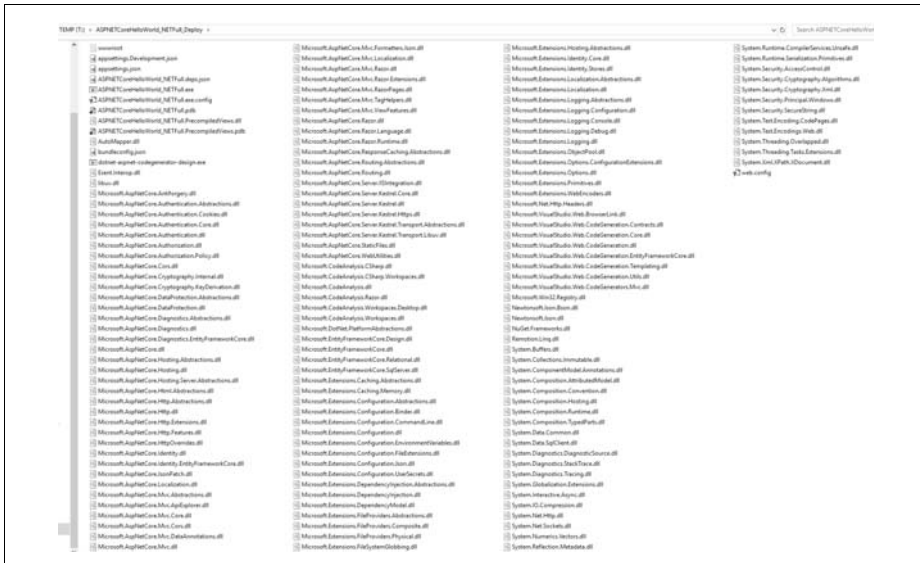 TEMP (T:) > ASPNETCoreHelloWorld_NETFull_Deploy >
Search ASPNETCoreHelloWorld
wwwroot
appsettings.Development.json
appsettings.json
ASPNETCoreHelloWorld_NETFull.deps.json
ASPNETCoreHelloWorld_NETFull.exe
ASPNETCoreHelloWorld_NETFull.exe.config
ASPNETCoreHelloWorld_NETFull.pdb
ASPNETCoreHelloWorld_NETFull.PrecompiledViews.dll
ASPNETCoreHelloWorld_NETFull.PrecompiledViews.pdb
AutoMapper.dll
bundleconfig.json
dotnet-aspnet-codegenerator-design.exe
Event.Interop.dll
libuv.dll
Microsoft.AspNetCore.Antiforgery.dll
Microsoft.AspNetCore.Authentication.Abstractions.dll
Microsoft.AspNetCore.Authentication.Cookies.dll
Microsoft.AspNetCore.Authentication.Core.dll
Microsoft.AspNetCore.Authentication.dll
Microsoft.AspNetCore.Authorization.dll
Microsoft.AspNetCore.Authorization.Policy.dll
Microsoft.AspNetCore.Cors.dll
Microsoft.AspNetCore.Cryptography.Internal.dll
Microsoft.AspNetCore.Cryptography.KeyDerivation.dll
Microsoft.AspNetCore.DataProtection.Abstractions.dll
Microsoft.AspNetCore.DataProtection.dll
Microsoft.AspNetCore.Diagnostics.Abstractions.dll
Microsoft.AspNetCore.Diagnostics.dll
Microsoft.AspNetCore.Diagnostics.EntityFrameworkCore.dll
Microsoft.AspNetCore.dll
Microsoft.AspNetCore.Hosting.Abstractions.dll
Microsoft.AspNetCore.Hosting.dll
Microsoft.AspNetCore.Hosting.Server.Abstractions.dll
Microsoft.AspNetCore.Html.Abstractions.dll
Microsoft.AspNetCore.Http.Abstractions.dll
Microsoft.AspNetCore.Http.dll
Microsoft.AspNetCore.Http.Extensions.dll
Microsoft.AspNetCore.Http.Features.dll
Microsoft.AspNetCore.HttpOverrides.dll
Microsoft.AspNetCore.Identity.dll
Microsoft.AspNetCore.Identity.EntityFrameworkCore.dll
Microsoft.AspNetCore.JsonPatch.dll
Microsoft.AspNetCore.Localization.dll
Microsoft.AspNetCore.Mvc.Abstractions.dll
Microsoft.AspNetCore.Mvc.ApiExplorer.dll
Microsoft.AspNetCore.Mvc.Core.dll
Microsoft.AspNetCore.Mvc.Cors.dll
Microsoft.AspNetCore.Mvc.DataAnnotations.dll
Microsoft.AspNetCore.Mvc.dll
Microsoft.AspNetCore.Mvc.Formatters.Json.dll
Microsoft.AspNetCore.Mvc.Localization.dll
Microsoft.AspNetCore.Mvc.Razor.dll
Microsoft.AspNetCore.Mvc.Razor.Extensions.dll
Microsoft.AspNetCore.Mvc.RazorPages.dll
Microsoft.AspNetCore.Mvc.TagHelpers.dll
Microsoft.AspNetCore.Mvc.ViewFeatures.dll
Microsoft.AspNetCore.Razor.dll
Microsoft.AspNetCore.Razor.Language.dll
Microsoft.AspNetCore.Razor.Runtime.dll
Microsoft.AspNetCore.ResponseCaching.Abstractions.dll
Microsoft.AspNetCore.Routing.Abstractions.dll
Microsoft.AspNetCore.Routing.dll
Microsoft.AspNetCore.Server.IISIntegration.dll
Microsoft.AspNetCore.Server.Kestrel.Core.dll
Microsoft.AspNetCore.Server.Kestrel.dll
Microsoft.AspNetCore.Server.Kestrel.Https.dll
Microsoft.AspNetCore.Server.Kestrel.Transport.Abstractions.dll
Microsoft.AspNetCore.Server.Kestrel.Transport.Libuv.dll
Microsoft.AspNetCore.StaticFiles.dll
Microsoft.AspNetCore.WebUtilities.dll
Microsoft.CodeAnalysis.CSharp.dll
Microsoft.CodeAnalysis.CSharp.Workspaces.dll
Microsoft.CodeAnalysis.dll
Microsoft.CodeAnalysis.Razor.dll
Microsoft.CodeAnalysis.Workspaces.Desktop.dll
Microsoft.CodeAnalysis.Workspaces.dll
Microsoft.DotNet.PlatformAbstractions.dll
Microsoft.EntityFrameworkCore.Design.dll
Microsoft.EntityFrameworkCore.dll
Microsoft.EntityFrameworkCore.Relational.dll
Microsoft.EntityFrameworkCore.SqlServer.dll
Microsoft.Extensions.Caching.Abstractions.dll
Microsoft.Extensions.Caching.Memory.dll
Microsoft.Extensions.Configuration.Abstractions.dll
Microsoft.Extensions.Configuration.Binder.dll
Microsoft.Extensions.Configuration.CommandLine.dll
Microsoft.Extensions.Configuration.dll
Microsoft.Extensions.Configuration.EnvironmentVariables.dll
Microsoft.Extensions.Configuration.FileExtensions.dll
Microsoft.Extensions.Configuration.Json.dll
Microsoft.Extensions.Configuration.UserSecrets.dll
Microsoft.Extensions.DependencyInjection.Abstractions.dll
Microsoft.Extensions.DependencyInjection.dll
Microsoft.Extensions.DependencyModel.dll
Microsoft.Extensions.FileProviders.Abstractions.dll
Microsoft.Extensions.FileProviders.Composite.dll
Microsoft.Extensions.FileProviders.Physical.dll
Microsoft.Extensions.FileSystemGlobbing.dll
Microsoft.Extensions.Hosting.Abstractions.dll
Microsoft.Extensions.Identity.Core.dll
Microsoft.Extensions.Identity.Stores.dll
Microsoft.Extensions.Localization.Abstractions.dll
Microsoft.Extensions.Localization.dll
Microsoft.Extensions.Logging.Abstractions.dll
Microsoft.Extensions.Logging.Configuration.dll
Microsoft.Extensions.Logging.Console.dll
Microsoft.Extensions.Logging.Debug.dll
Microsoft.Extensions.Logging.dll
Microsoft.Extensions.ObjectPool.dll
Microsoft.Extensions.Options.ConfigurationExtensions.dll
Microsoft.Extensions.Options.dll
Microsoft.Extensions.Primitives.dll
Microsoft.Extensions.WebEncoders.dll
Microsoft.Net.Http.Headers.dll
Microsoft.VisualStudio.Web.BrowserLink.dll
Microsoft.VisualStudio.Web.CodeGeneration.Contracts.dll
Microsoft.VisualStudio.Web.CodeGeneration.Core.dll
Microsoft.VisualStudio.Web.CodeGeneration.dll
Microsoft.VisualStudio.Web.CodeGeneration.EntityFrameworkCore.dll
Microsoft.VisualStudio.Web.CodeGeneration.Templating.dll
Microsoft.VisualStudio.Web.CodeGeneration.Utils.dll
Microsoft.VisualStudio.Web.CodeGenerators.Mvc.dll
Microsoft.Win32.Registry.dll
Newtonsoft.Json.Bson.dll
Newtonsoft.Json.dll
NuGet.Frameworks.dll
Remotion.Linq.dll
System.Buffers.dll
System.Collections.Immutable.dll
System.ComponentModel.Annotations.dll
System.Composition.AttributedModel.dll
System.Composition.Convention.dll
System.Composition.Hosting.dll
System.Composition.Runtime.dll
System.Composition.TypedParts.dll
System.Data.Common.dll
System.Data.SqlClient.dll
System.Diagnostics.DiagnosticSource.dll
System.Diagnostics.StackTrace.dll
System.Diagnostics.Tracing.dll
System.Globalization.Extensions.dll
System.Interactive.Async.dll
System.IO.Compression.dll
System.Net.Http.dll
System.Net.Sockets.dll
System.Numerics.Vectors.dll
System.Reflection.Metadata.dll
System.Runtime.CompilerServices.Unsafe.dll
System.Runtime.Serialization.Primitives.dll
System.Security.AccessControl.dll
System.Security.Cryptography.Algorithms.dll
System.Security.Cryptography.Xml.dll
System.Security.Principal.Windows.dll
System.Security.SecureString.dll
System.Text.Encoding.CodePages.dll
System.Text.Encodings.Web.dll
System.Threading.Overlapped.dll
System.Threading.Tasks.Extensions.dll
System.Xml.XPath.XDocument.dll
web.config